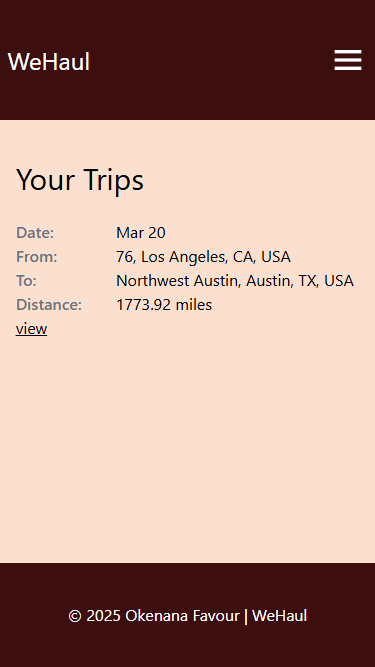 WeHaul
Your Trips
Date: Mar 20
From: 76, Los Angeles, CA, USA
To: Northwest Austin, Austin, TX, USA
Distance: 1773.92 miles
view
© 2025 Okenana Favour | WeHaul